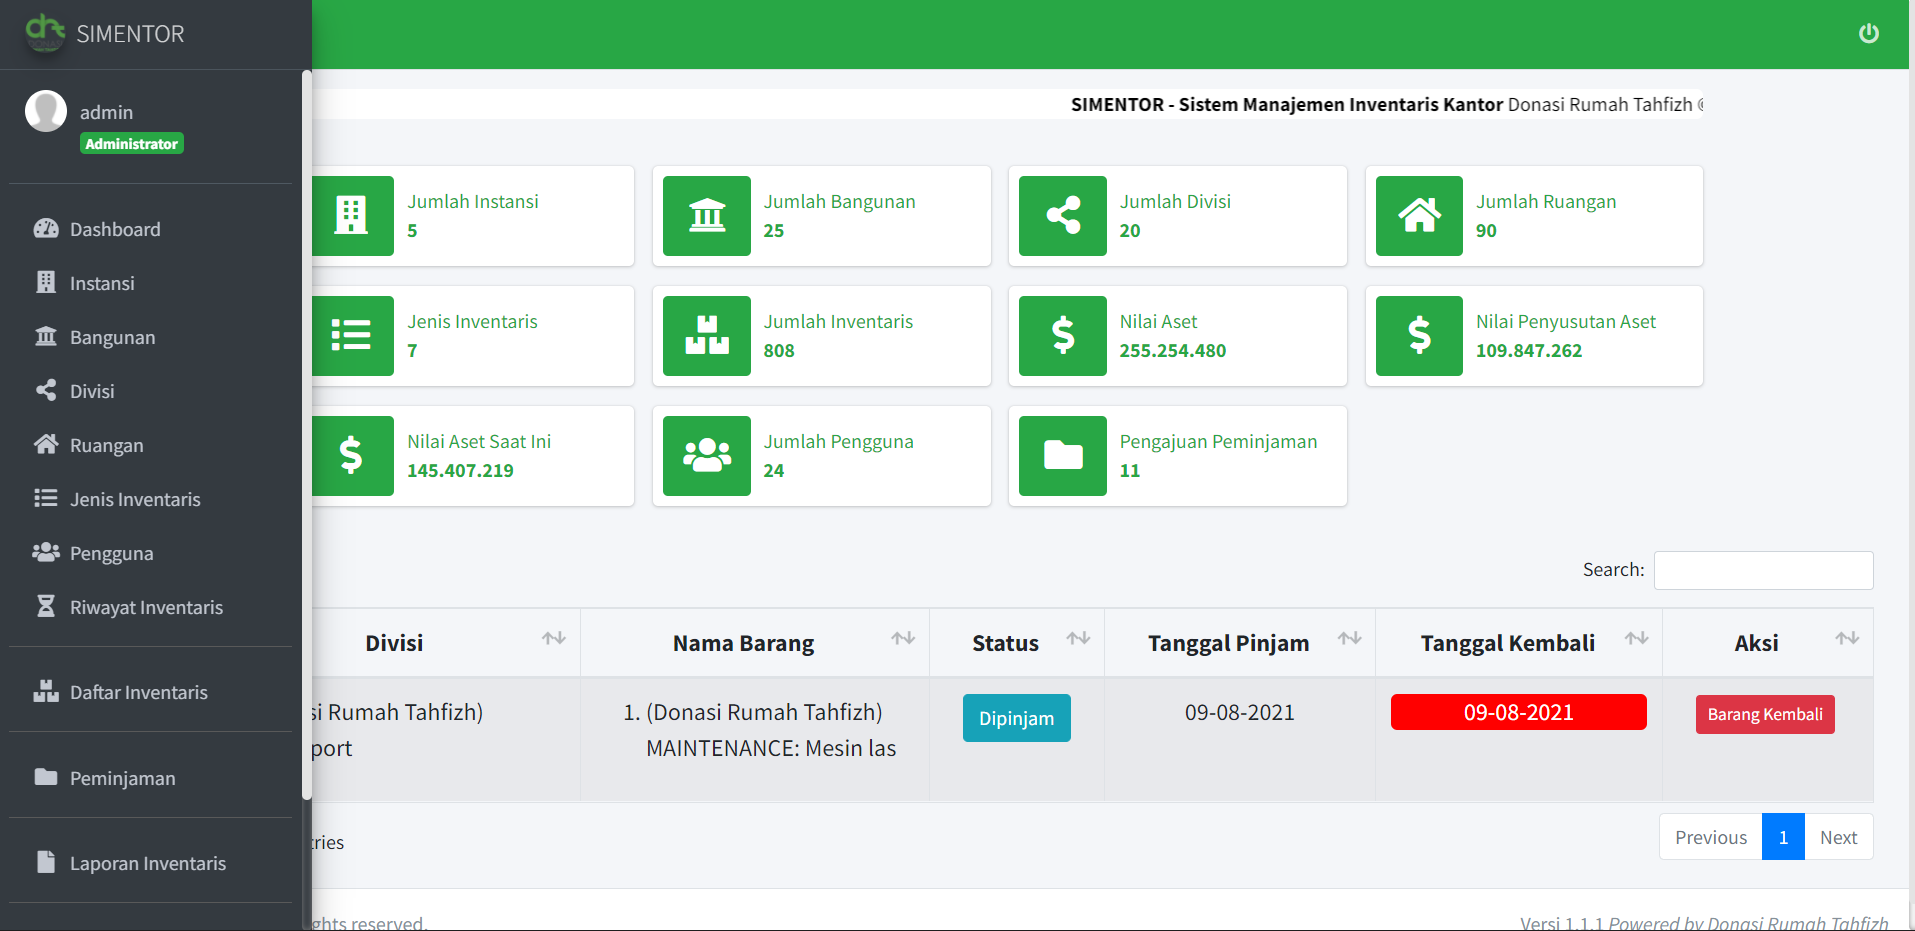 SIMENTOR
admin
Administrator
Dashboard
Instansi
Bangunan
Divisi
Ruangan
Jenis Inventaris
Pengguna
Riwayat Inventaris
Daftar Inventaris
Peminjaman
Laporan Inventaris
SIMENTOR - Sistem Manajemen Inventaris Kantor Donasi Rumah Tahfizh ©
Jumlah Instansi
5
Jumlah Bangunan
25
Jumlah Divisi
20
Jumlah Ruangan
90
Jenis Inventaris
7
Jumlah Inventaris
808
Nilai Aset
255.254.480
Nilai Penyusutan Aset
109.847.262
Nilai Aset Saat Ini
145.407.219
Jumlah Pengguna
24
Pengajuan Peminjaman
11
Search:
Divisi Nama Barang Status Tanggal Pinjam Tanggal Kembali Aksi
si Rumah Tahfizh)
port
1. (Donasi Rumah Tahfizh)
MAINTENANCE: Mesin las
Dipinjam
09-08-2021
09-08-2021
Barang Kembali
tries
Previous 1 Next
ghts reserved.
Versi 1.1.1 Powered by Donasi Rumah Tahfizh